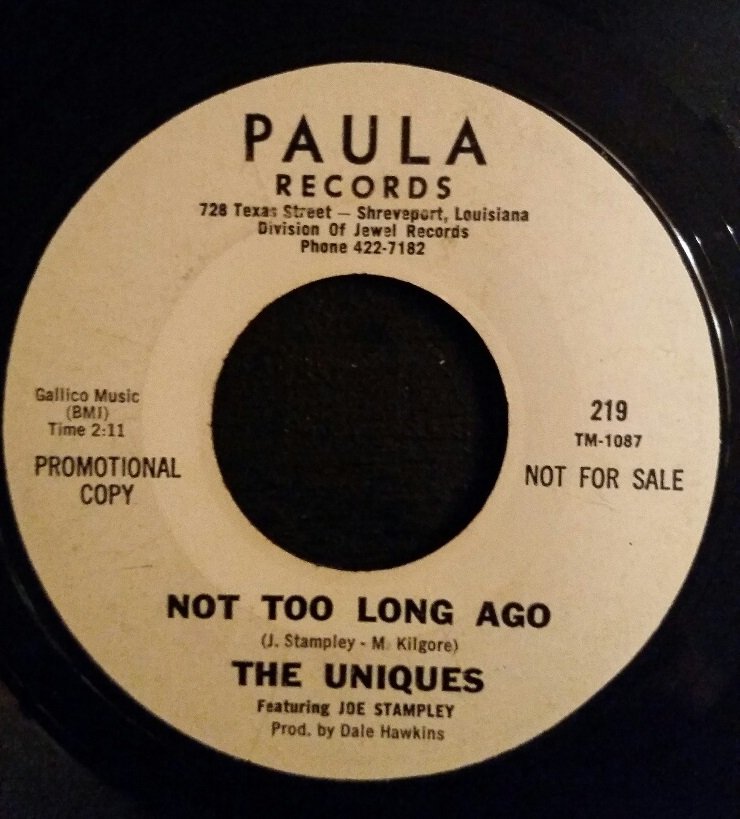 PAULA
RECORDS
728 Texas Street — Shreveport, Louisiana
Division Of Jewel Records
Phone 422-7182
Gallico Music
(BMI)
Time 2:11
PROMOTIONAL
COPY
219
TM-1087
NOT FOR SALE
NOT TOO LONG AGO
(J. Stampley - M. Kilgore)
THE UNIQUES
Featuring JOE STAMPLEY
Prod. by Dale Hawkins